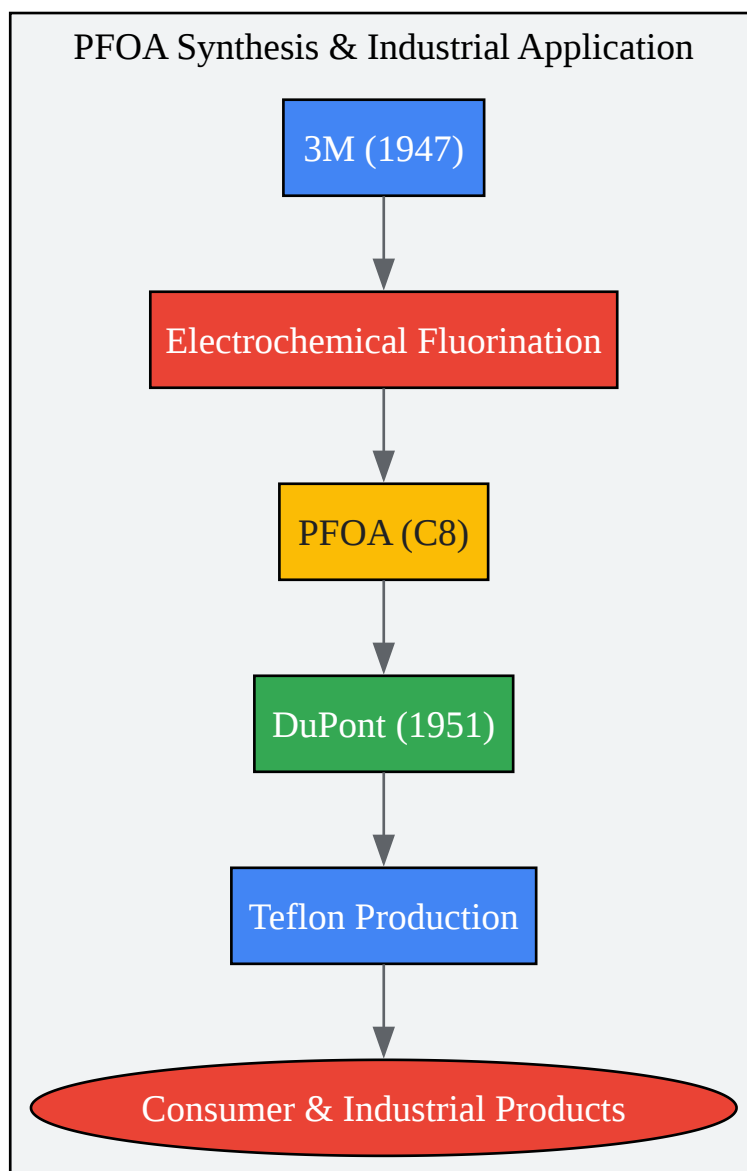 PFOA Synthesis & Industrial Application
3M (1947)
Electrochemical Fluorination
PFOA (C8)
DuPont (1951)
Teflon Production
Consumer & Industrial Products